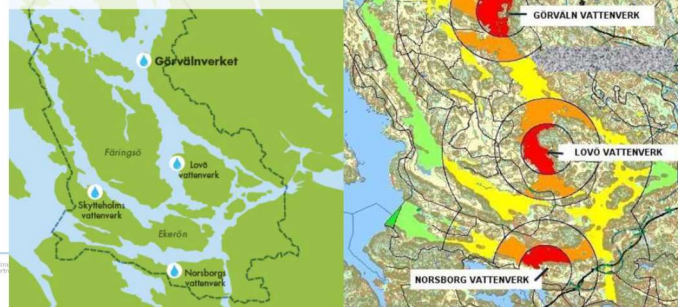 Görvälnverket
Färingsö
Lovö
vattenverk
Skytteholms
vattenverk
Ekerön
Norsborgs
vattenverk
GÖRVÄLN VATTENVERK
LOVÖ VATTENVERK
NORSBORG VATTENVERK